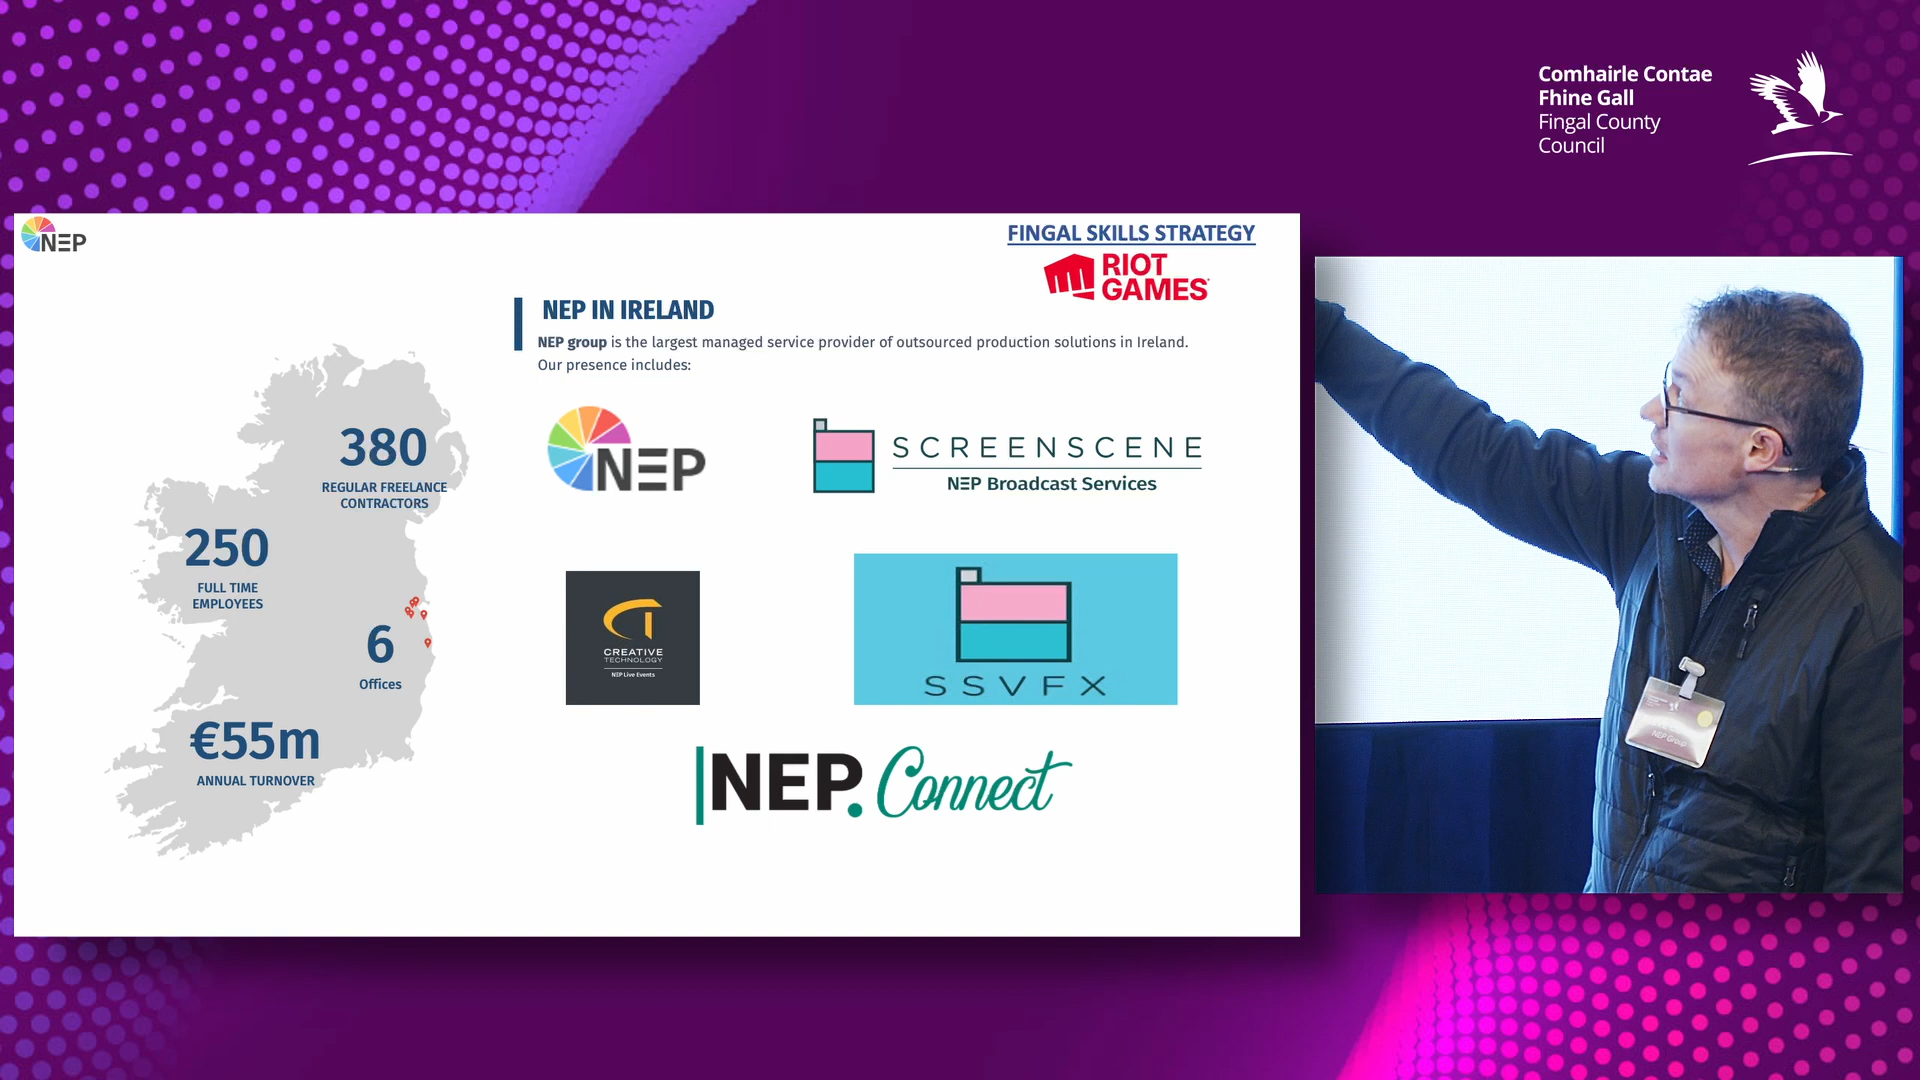 Comhairle Contae
Fhine Gall
Fingal County
Council
NEP
FINGAL SKILLS STRATEGY
RIOT
GAMES
NEP IN IRELAND
NEP group is the largest managed service provider of outsourced production solutions in Ireland.
Our presence includes:
380
REGULAR FREELANCE
CONTRACTORS
250
FULL TIME
EMPLOYEES
6
Offices
€55m
ANNUAL TURNOVER
NEP
SCREENSCENE
NEP Broadcast Services
CREATIVE
TECHNOLOGY
NEP Live Events
SSVFX
NEP. Connect
NEP Group